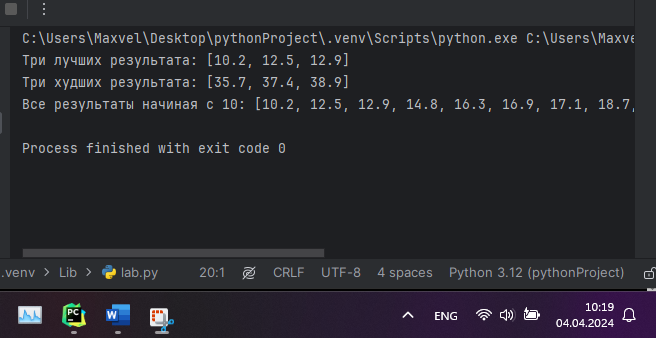 C:\Users\Maxvel\Desktop\pythonProject\.venv\Scripts\python.exe C:\Users\Maxvel
Три лучших результата: [10.2, 12.5, 12.9]
Три худших результата: [35.7, 37.4, 38.9]
Все результаты начиная с 10: [10.2, 12.5, 12.9, 14.8, 16.3, 16.9, 17.1, 18.7,
Process finished with exit code 0
.venv > Lib > lab.py 20:1 CRLF UTF-8 4 spaces Python 3.12 (pythonProject)
PC W ENG 10:19
04.04.2024